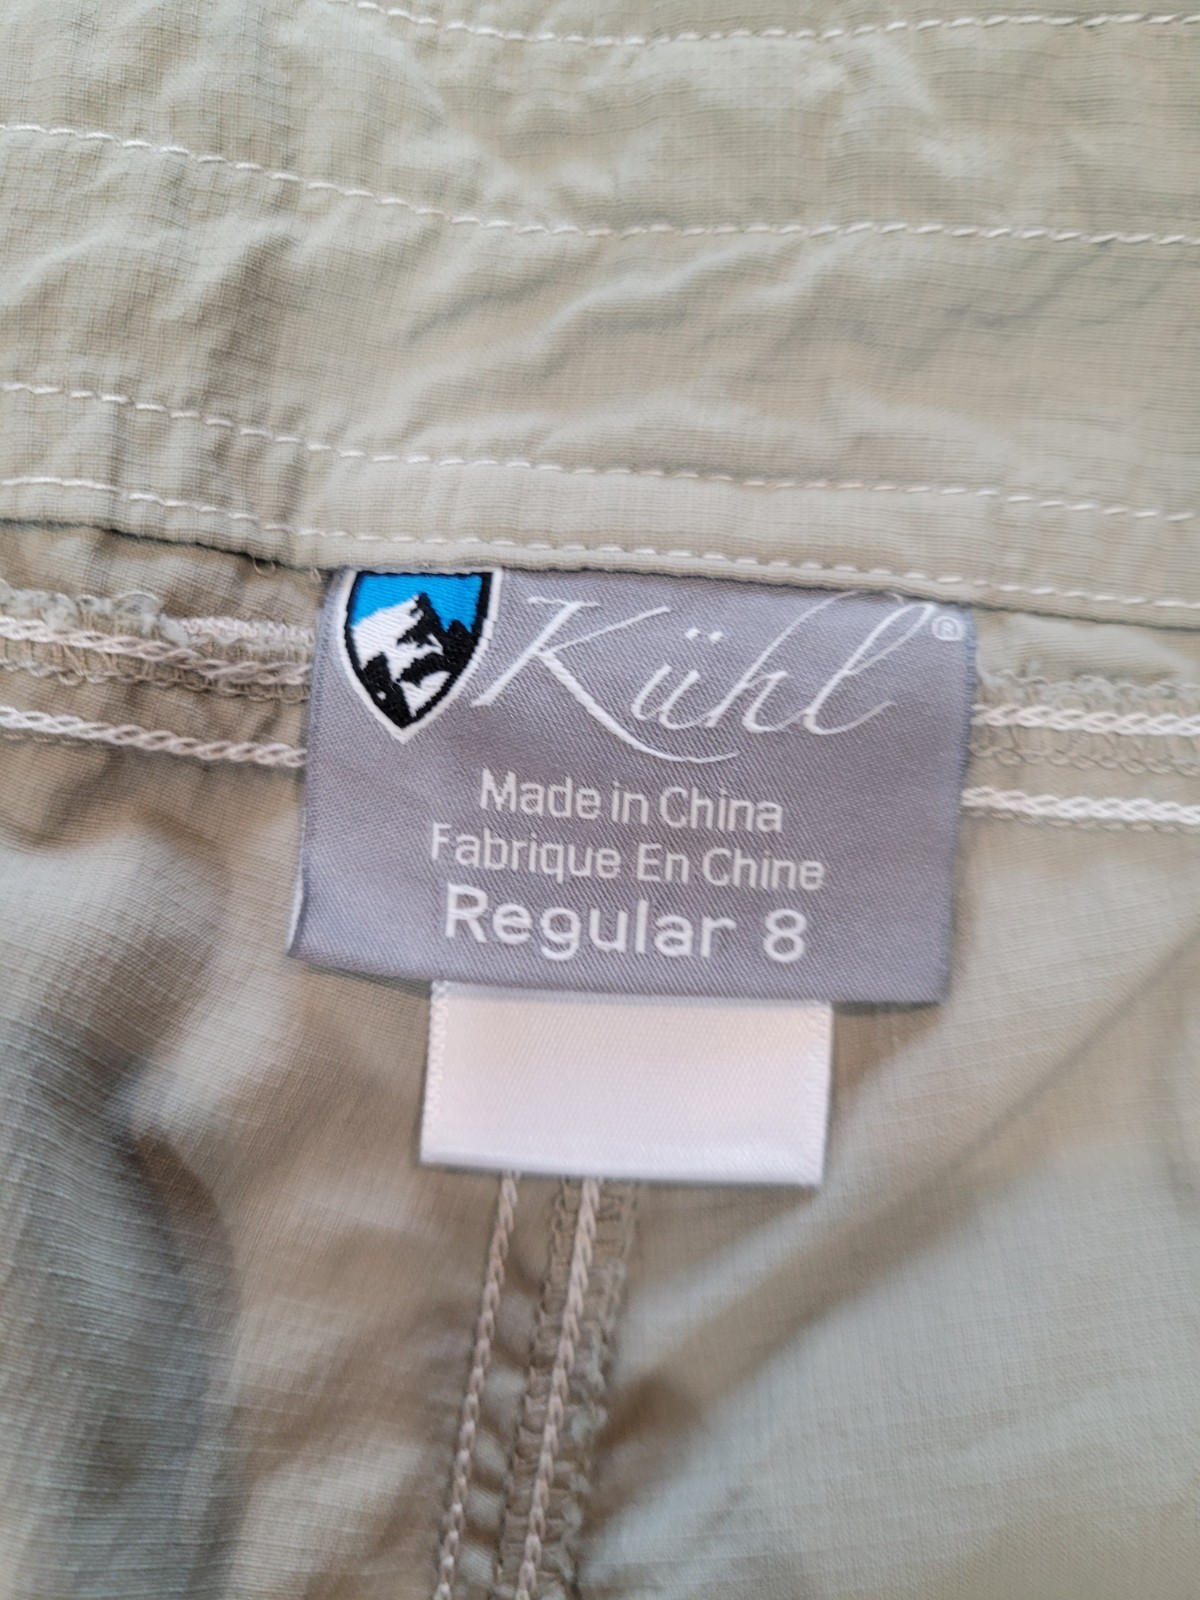 Kühl®
Made in China
Fabrique En Chine
Regular 8